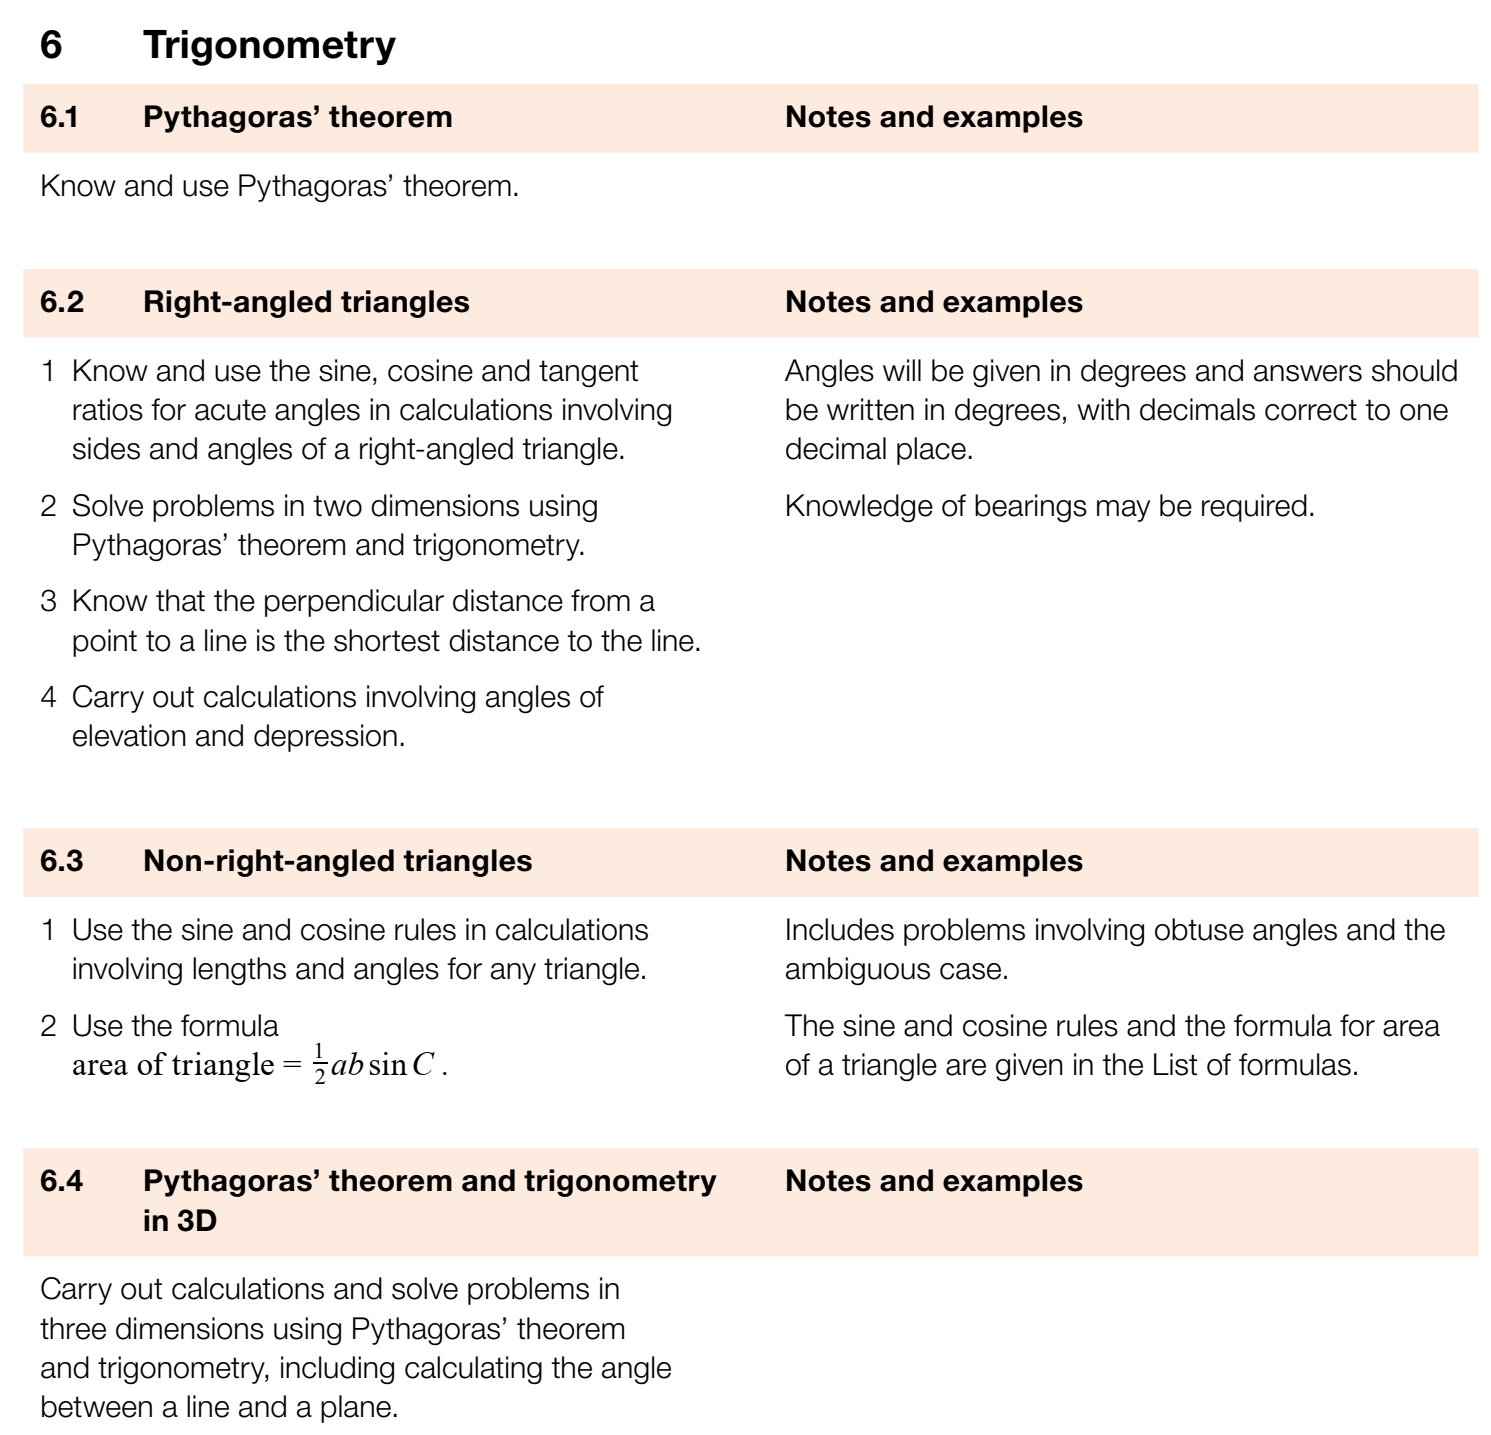 6 Trigonometry
6.1 Pythagoras’ theorem Notes and examples
Know and use Pythagoras’ theorem.
6.2 Right-angled triangles Notes and examples
1 Know and use the sine, cosine and tangent
ratios for acute angles in calculations involving
sides and angles of a right-angled triangle.
Angles will be given in degrees and answers should
be written in degrees, with decimals correct to one
decimal place.
2 Solve problems in two dimensions using
Pythagoras’ theorem and trigonometry.
Knowledge of bearings may be required.
3 Know that the perpendicular distance from a
point to a line is the shortest distance to the line.
4 Carry out calculations involving angles of
elevation and depression.
6.3 Non-right-angled triangles Notes and examples
1 Use the sine and cosine rules in calculations
involving lengths and angles for any triangle.
Includes problems involving obtuse angles and the
ambiguous case.
2 Use the formula
area of triangle = ½ab sin C .
The sine and cosine rules and the formula for area
of a triangle are given in the List of formulas.
6.4 Pythagoras’ theorem and trigonometry
in 3D
Notes and examples
Carry out calculations and solve problems in
three dimensions using Pythagoras’ theorem
and trigonometry, including calculating the angle
between a line and a plane.